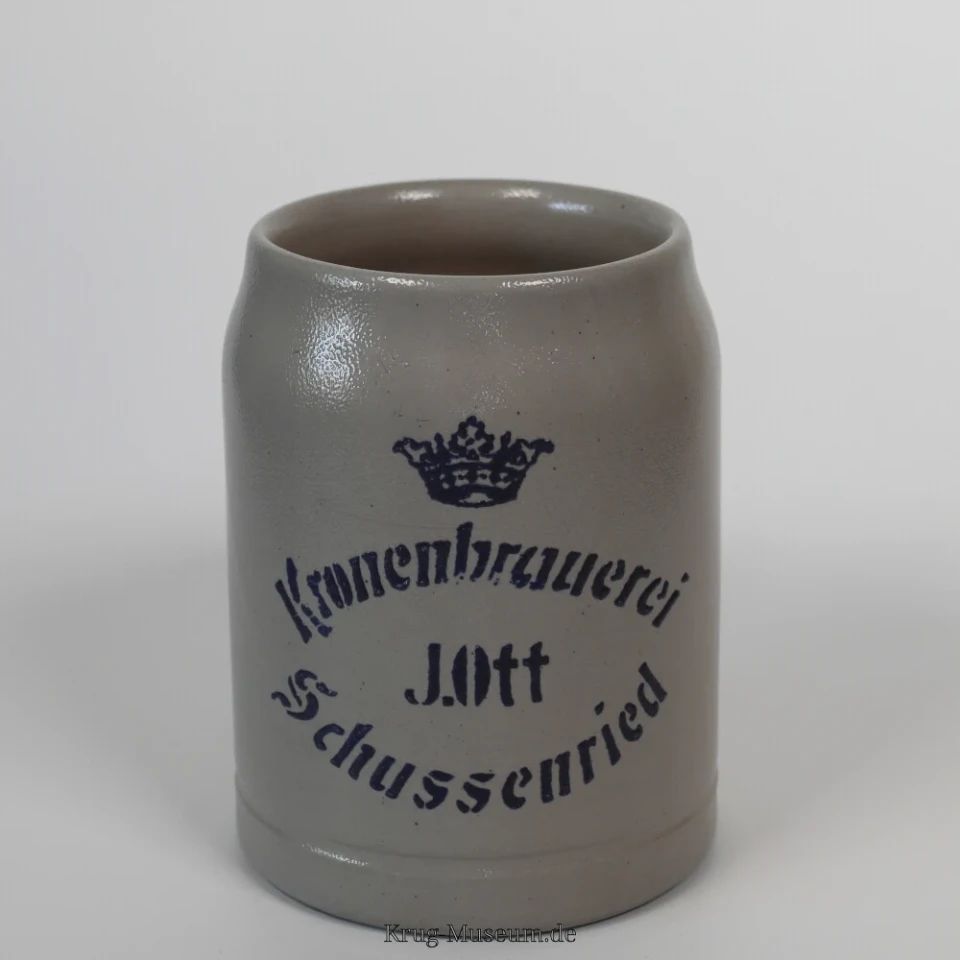 Kronenbrauerei
J.Ott
Schussenried
Krug-Museum.de